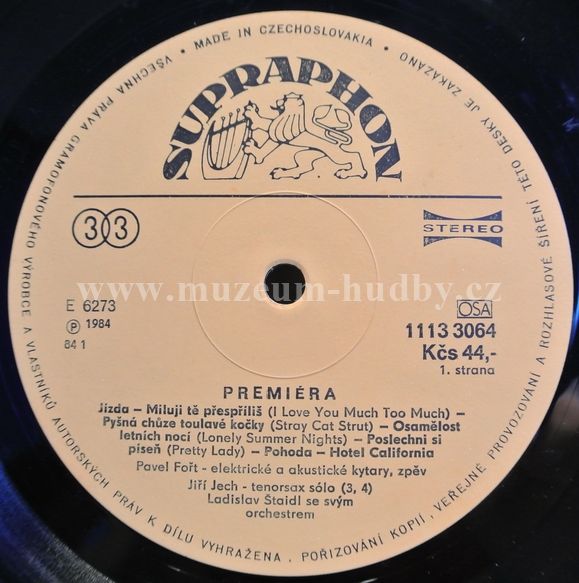 VŠECHNA PRÁVA GRAMOFONOVÉHO VÝROBCE A VLASTNÍKŮ AUTORSKÝCH PRÁV K DÍLU VYHRAŽENA, POŘIZOVÁNÍ KOPIÍ, VEŘEJNÉ PROVOZOVÁNÍ A ROZHLASOVÉ ŠÍŘENÍ TÉTO DESKY JE ZAKÁZÁNO • MADE IN CZECHOSLOVAKIA •
SUPRAPHON
33
STEREO
www.muzeum-hudby.cz
E 6273
Ⓟ 1984
84 1
OSA
1113 3064
Kčs 44,-
1. strana
PREMIÉRA
Jízda – Miluji tě přespříliš (I Love You Much Too Much) –
Pyšná chůze toulavé kočky (Stray Cat Strut) – Osamělost
letních nocí (Lonely Summer Nights) – Poslechni si
píseň (Pretty Lady) – Pohoda – Hotel California
Pavel Fořt - elektrické a akustické kytary, zpěv
Jiří Jech - tenorsax sólo (3, 4)
Ladislav Štaidl se svým
orchestrem